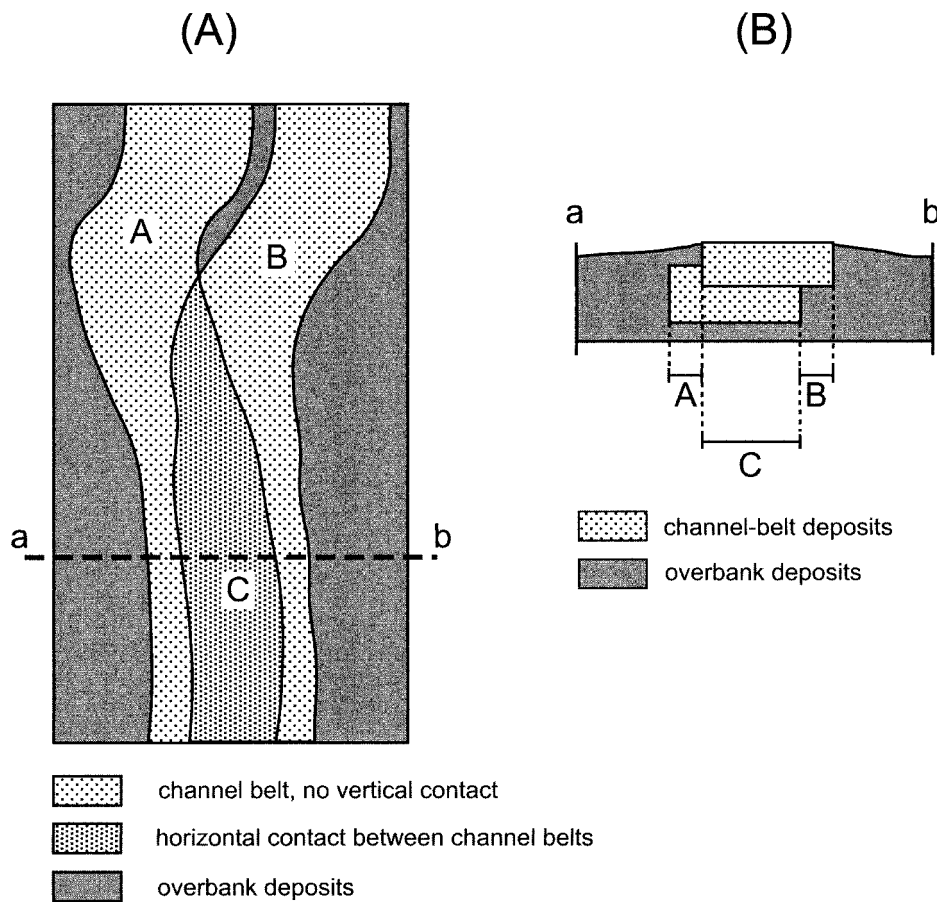 (A)
(B)
A
B
C
a
b
a
b
A
B
C
channel-belt deposits
overbank deposits
channel belt, no vertical contact
horizontal contact between channel belts
overbank deposits